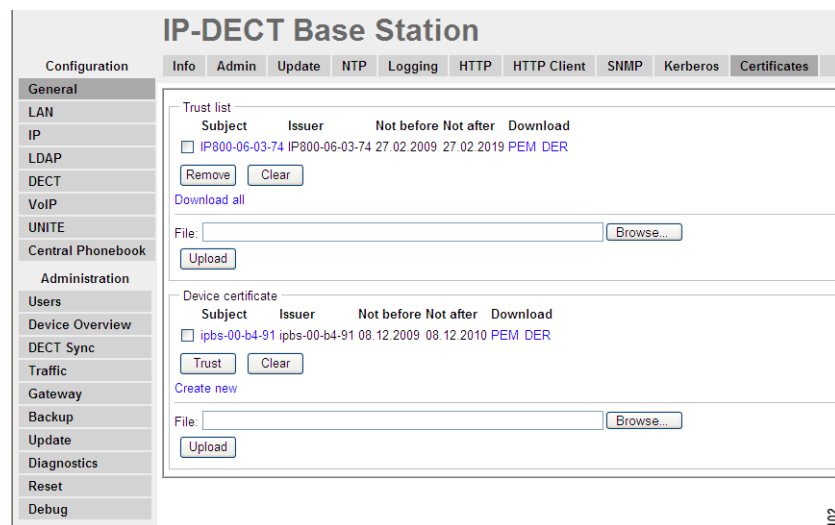 IP-DECT Base Station
Configuration
Info Admin Update NTP Logging HTTP HTTP Client SNMP Kerberos Certificates
General
LAN
IP
LDAP
DECT
VoIP
UNITE
Central Phonebook
Administration
Users
Device Overview
DECT Sync
Traffic
Gateway
Backup
Update
Diagnostics
Reset
Debug
Trust list
Subject Issuer Not before Not after Download
IP800-06-03-74 IP800-06-03-74 27.02.2009 27.02.2019 PEM DER
Remove Clear
Download all
File: Browse...
Upload
Device certificate
Subject Issuer Not before Not after Download
ipbs-00-b4-91 ipbs-00-b4-91 08.12.2009 08.12.2010 PEM DER
Trust Clear
Create new
File: Browse...
Upload